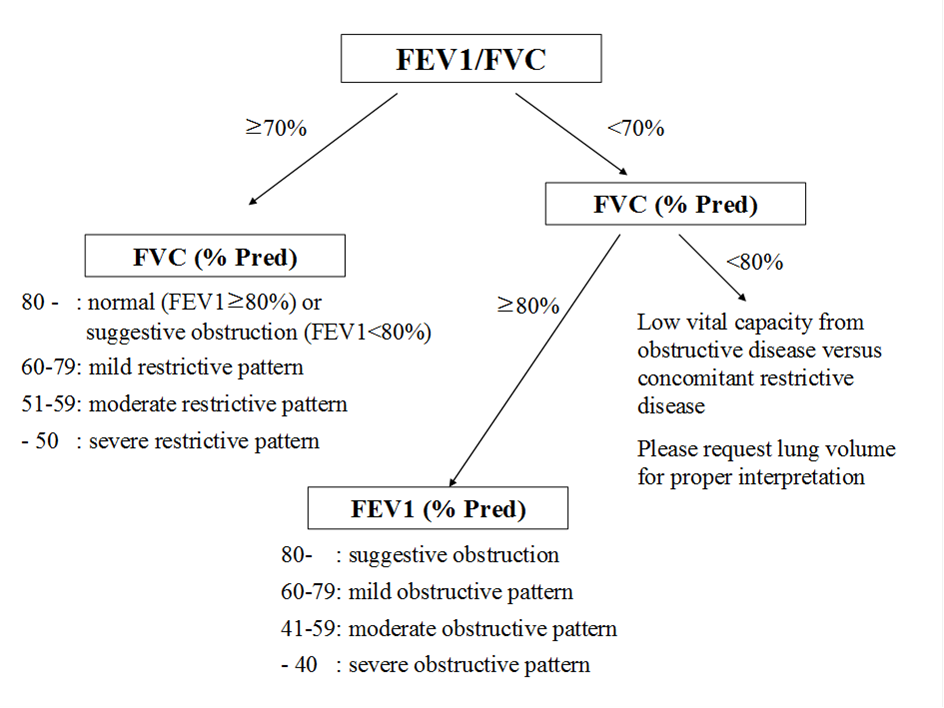 FEV1/FVC
≥70%
<70%
FVC (% Pred)
<80%
≥80%
FVC (% Pred)
80 - : normal (FEV1≥80%) or
suggestive obstruction (FEV1<80%)
60-79: mild restrictive pattern
51-59: moderate restrictive pattern
- 50 : severe restrictive pattern
Low vital capacity from
obstructive disease versus
concomitant restrictive
disease
Please request lung volume
for proper interpretation
FEV1 (% Pred)
80- : suggestive obstruction
60-79: mild obstructive pattern
41-59: moderate obstructive pattern
- 40 : severe obstructive pattern